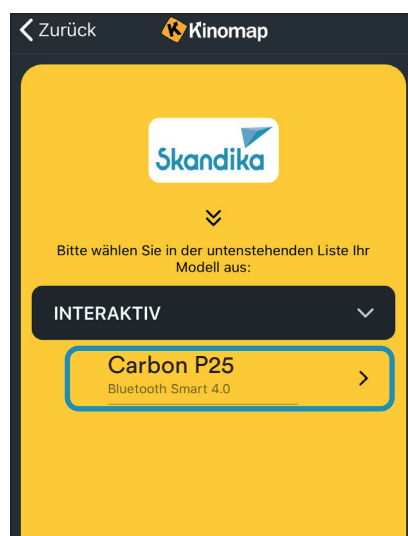 Zurück
Kinomap
Skandika
Bitte wählen Sie in der untenstehenden Liste Ihr
Modell aus:
INTERAKTIV
Carbon P25
Bluetooth Smart 4.0